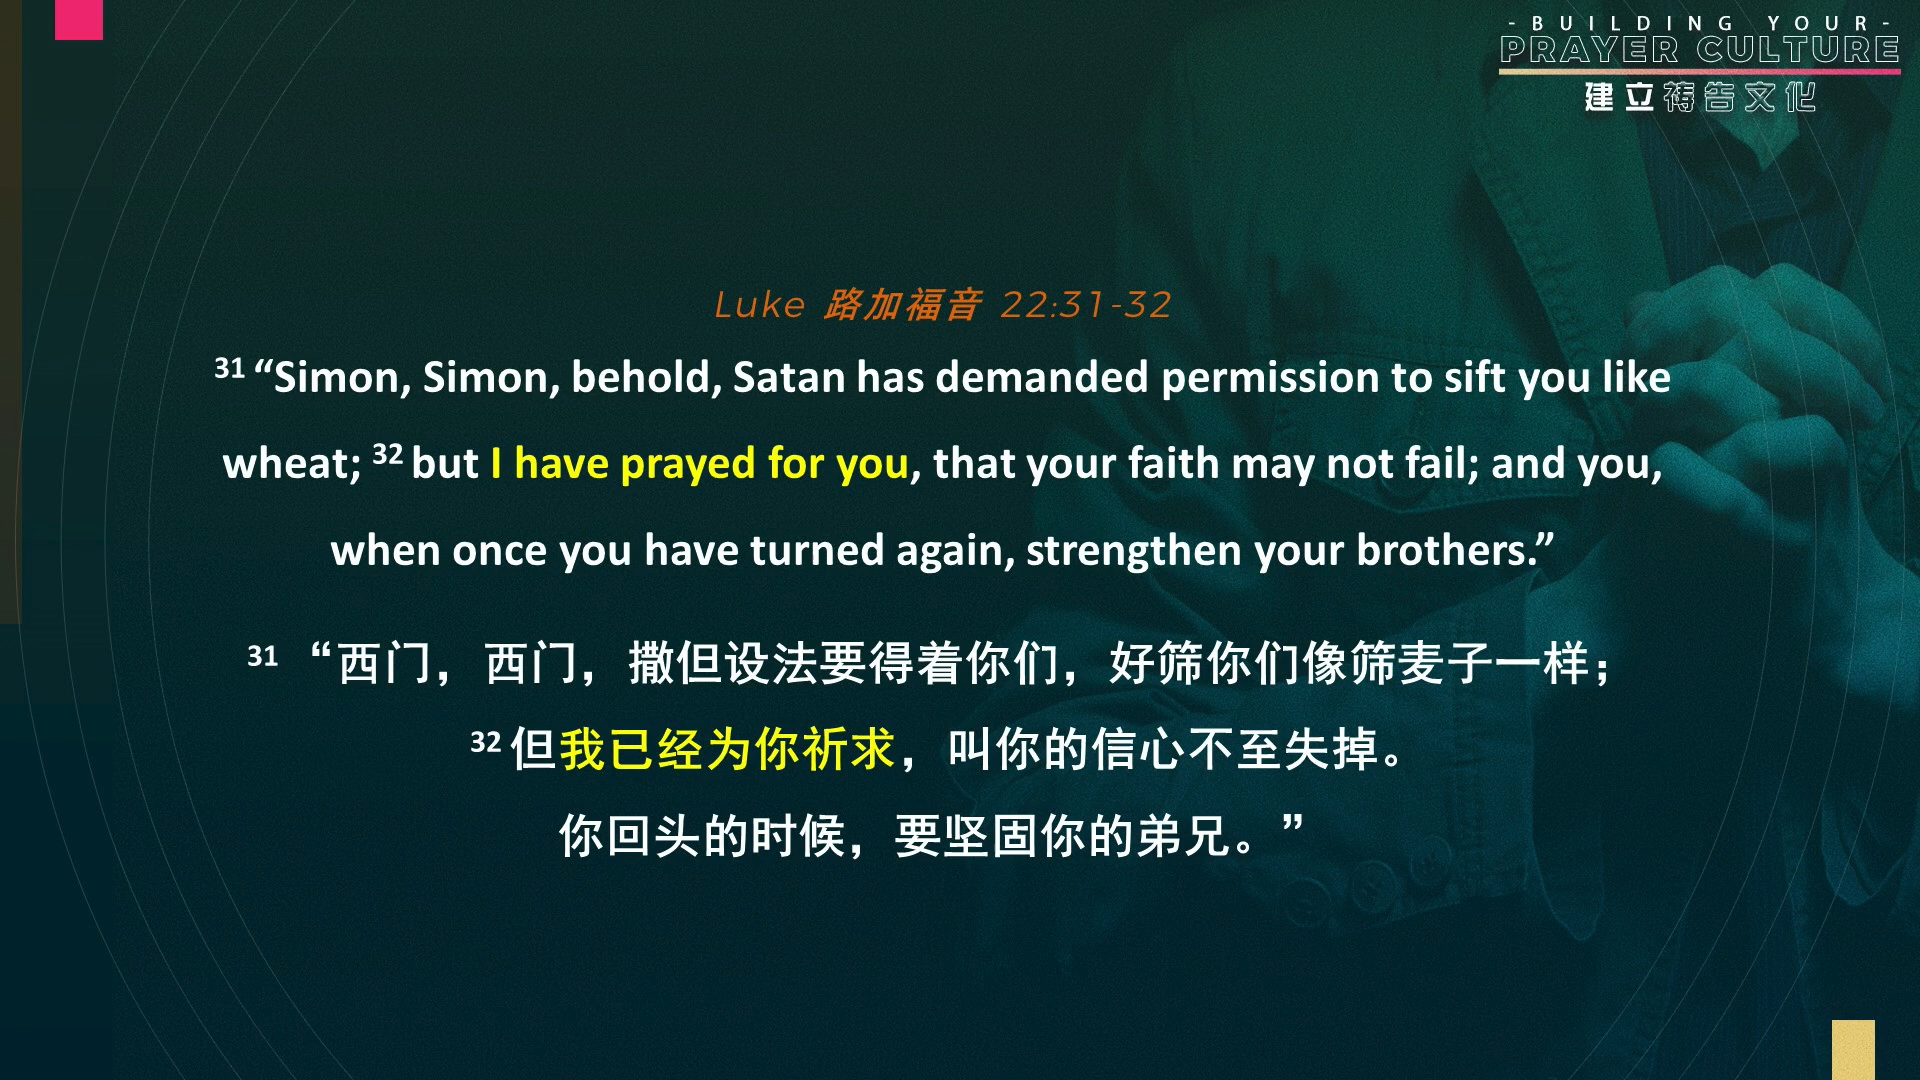 - BUILDING YOUR -
PRAYER CULTURE
建立祷告文化
Luke 路加福音 22:31-32
31 “Simon, Simon, behold, Satan has demanded permission to sift you like
wheat; 32 but I have prayed for you, that your faith may not fail; and you,
when once you have turned again, strengthen your brothers.”
31 “西门，西门，撒但设法要得着你们，好筛你们像筛麦子一样；
32 但我已经为你祈求，叫你的信心不至失掉。
你回头的时候，要坚固你的弟兄。”